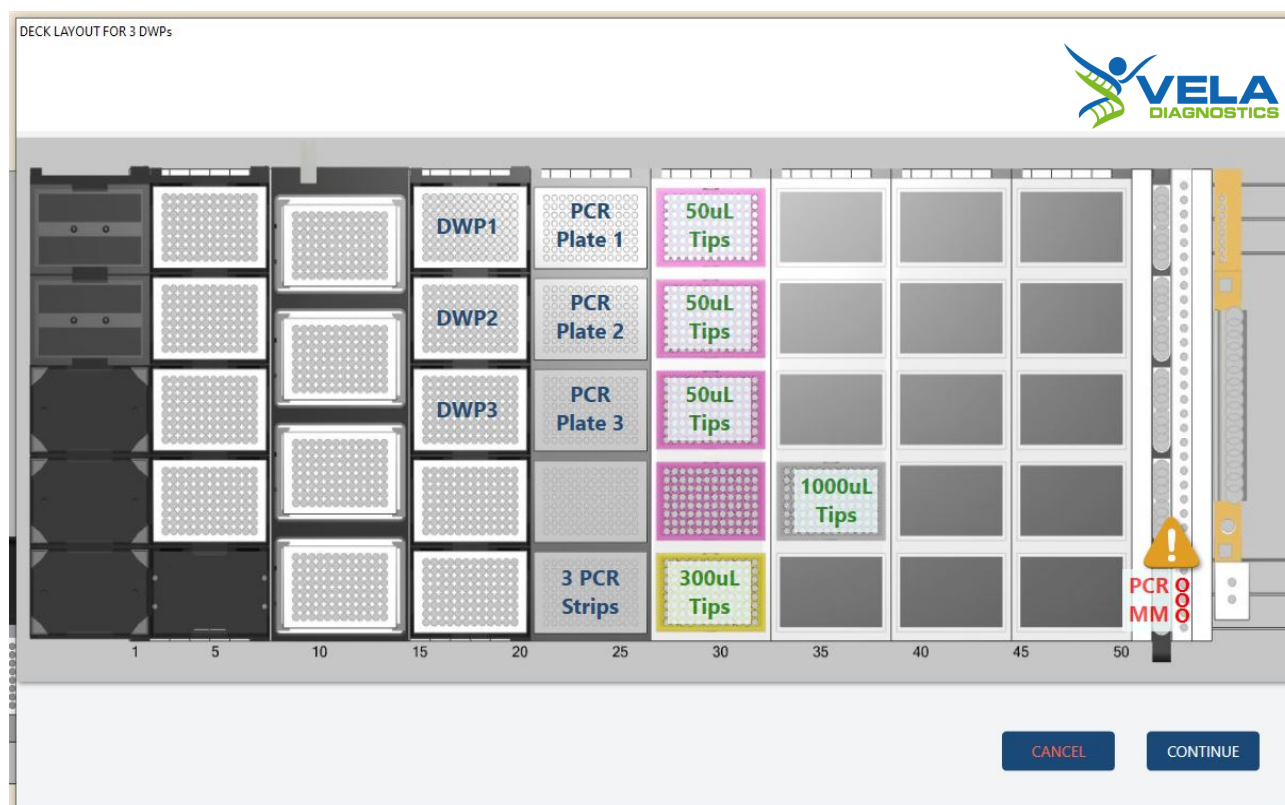 DECK LAYOUT FOR 3 DWPs
VELA
DIAGNOSTICS
DWP1
PCR
Plate 1
50uL
Tips
DWP2
PCR
Plate 2
50uL
Tips
DWP3
PCR
Plate 3
50uL
Tips
1000uL
Tips
3 PCR
Strips
300uL
Tips
PCR
MM
1 5 10 15 20 25 30 35 40 45 50
CANCEL CONTINUE